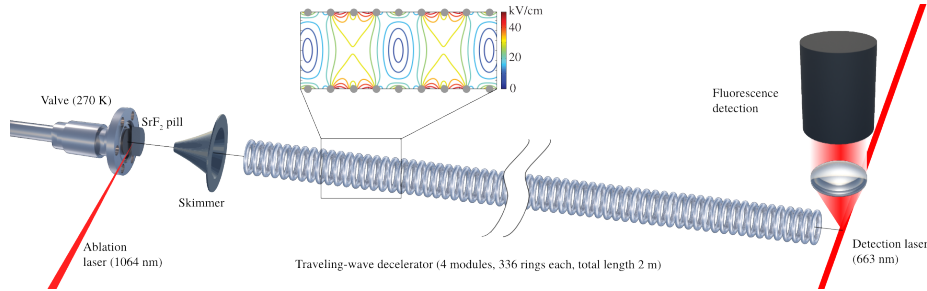 kV/cm
40
20
0
Valve (270 K)
SrF₂ pill
Skimmer
Ablation
laser (1064 nm)
Fluorescence
detection
Detection laser
(663 nm)
Traveling-wave decelerator (4 modules, 336 rings each, total length 2 m)